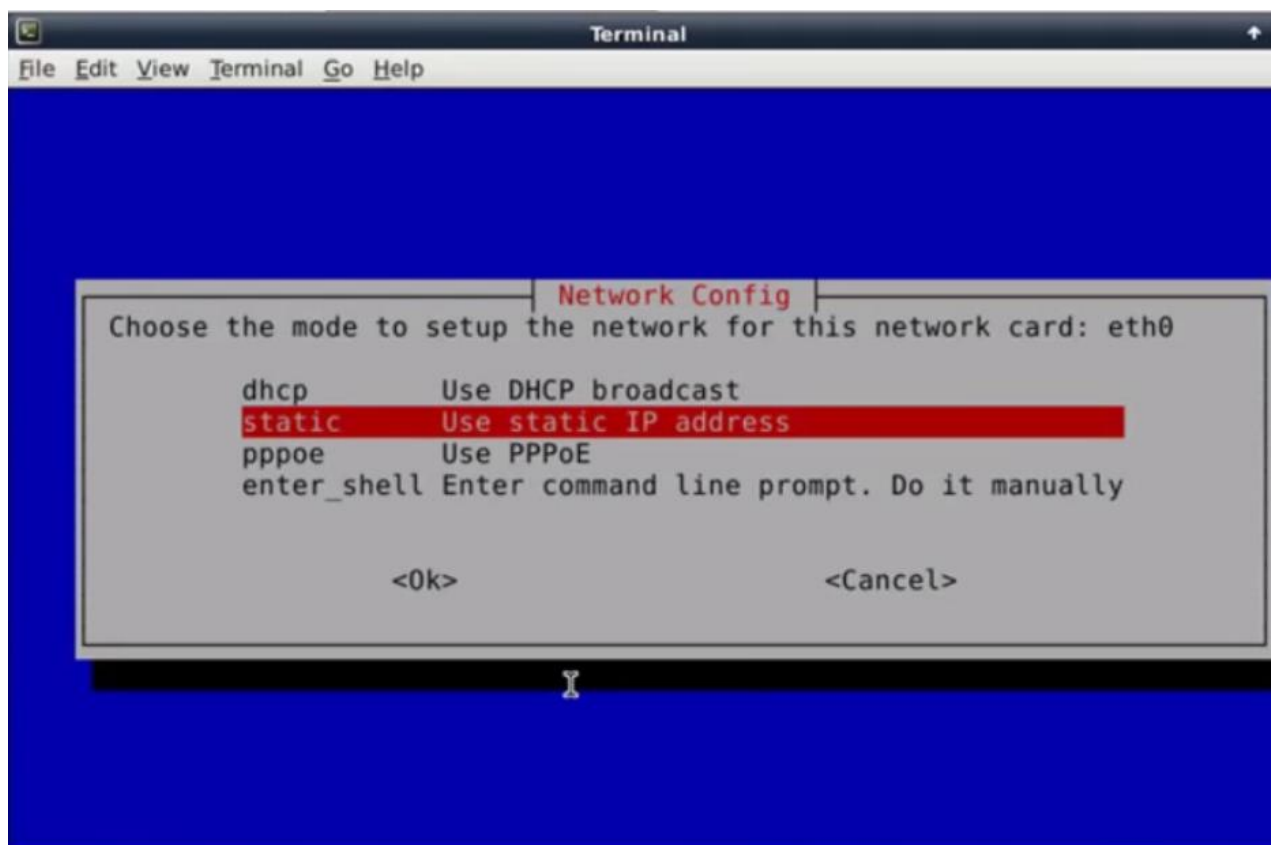 Terminal
File Edit View Terminal Go Help
Network Config
Choose the mode to setup the network for this network card: eth0
dhcp Use DHCP broadcast
static Use static IP address
pppoe Use PPPoE
enter_shell Enter command line prompt. Do it manually
<Ok> <Cancel>